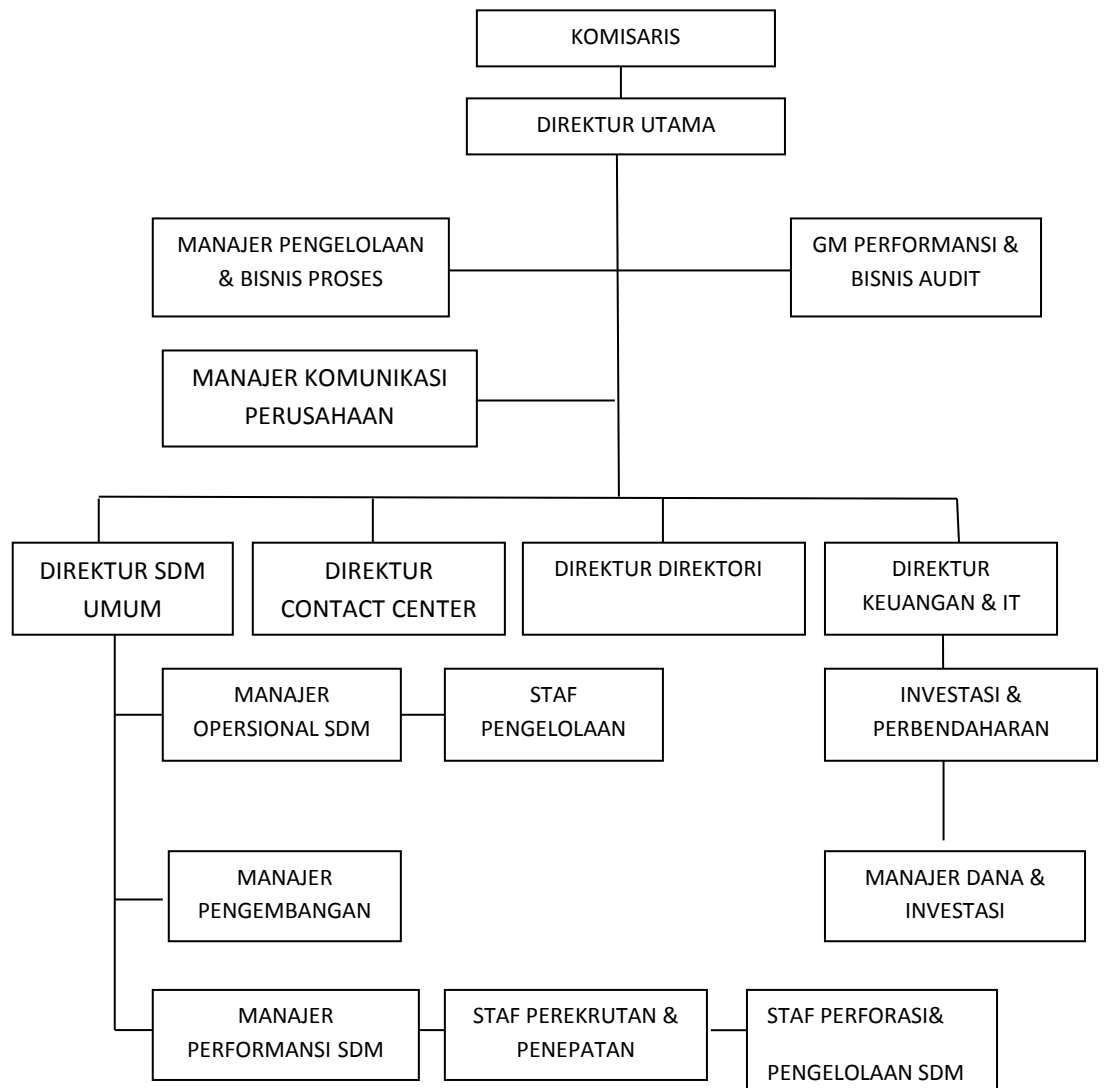 KOMISARIS
DIREKTUR UTAMA
MANAJER PENGELOLAAN
& BISNIS PROSES
GM PERFORMANSI &
BISNIS AUDIT
MANAJER KOMUNIKASI
PERUSAHAAN
DIREKTUR SDM
UMUM
DIREKTUR
CONTACT CENTER
DIREKTUR DIREKTORI
DIREKTUR
KEUANGAN & IT
MANAJER
OPERSIONAL SDM
STAF
PENGELOLAAN
INVESTASI &
PERBENDAHARAN
MANAJER
PENGEMBANGAN
MANAJER DANA &
INVESTASI
MANAJER
PERFORMANSI SDM
STAF PEREKRUTAN &
PENEPATAN
STAF PERFORASI&
PENGELOLAAN SDM